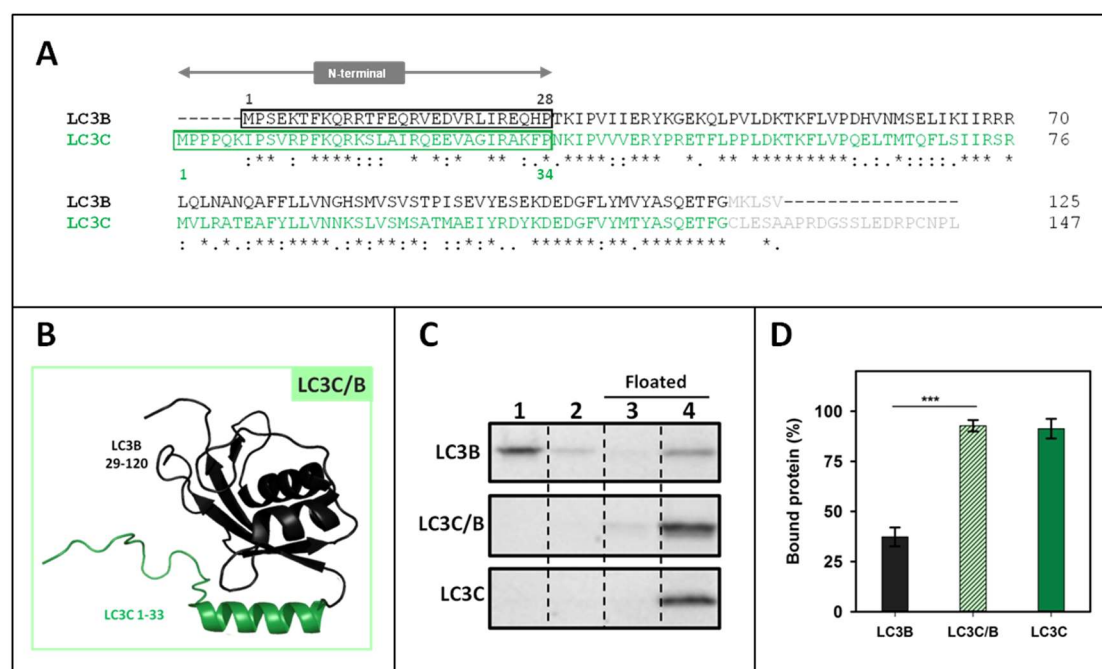 A
N-terminal
1 28
LC3B ------MPSEKTFKQRRTFEQRVEDVRLIREQHPTKIPVIIERYKGEKQLPVLDKTKFLVPDHVNMSELIKIIRRR 70
LC3C MPPPQKIPSVRPFKQRKSLAIRQEEVAGIRAKFPNKIPVVVERYPRETFLPPLDKTKFLVPQELTMTQFLSIIRSR 76
1 34
LC3B LQLNANQAFFLLVNGHSMVSVSTPISEVYESEKDEDGFLYMVYASQETFGMKLSV---------------- 125
LC3C MVLRATEAFYLLVNNKSLVSMSATMAEIYRDYKDEDGFVYMTYASQETFGCLESAAPRDGSSLEDRPCNPL 147
B
LC3C/B
LC3B
29-120
LC3C 1-33
C
Floated
1 2 3 4
LC3B
LC3C/B
LC3C
D
***
Bound protein (%)
100
75
50
25
0
LC3B LC3C/B LC3C